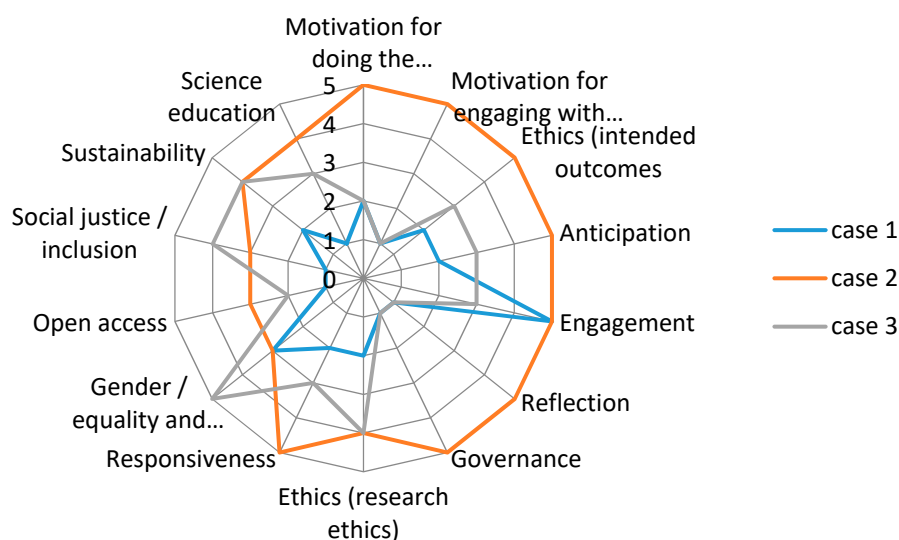 Motivation for
doing the…
Motivation for
engaging with…
Ethics (intended
outcomes
Anticipation
Engagement
Reflection
Governance
Ethics (research
ethics)
Responsiveness
Gender /
equality and…
Open access
Social justice /
inclusion
Sustainability
Science
education
5
4
3
2
1
0
case 1
case 2
case 3